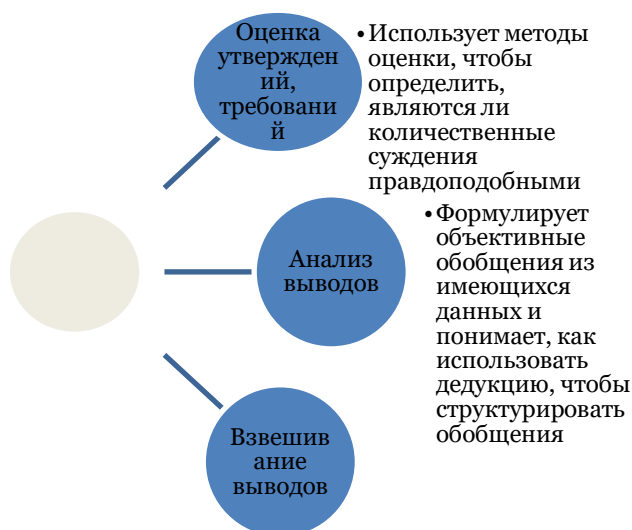 Оценка
утвержден
ий,
требовани
й
• Использует методы
оценки, чтобы
определить,
являются ли
количественные
суждения
правдоподобными
Анализ
выводов
• Формулирует
объективные
обобщения из
имеющихся
данных и
понимает, как
использовать
дедукцию, чтобы
структурировать
обобщения
Взвешив
ание
выводов